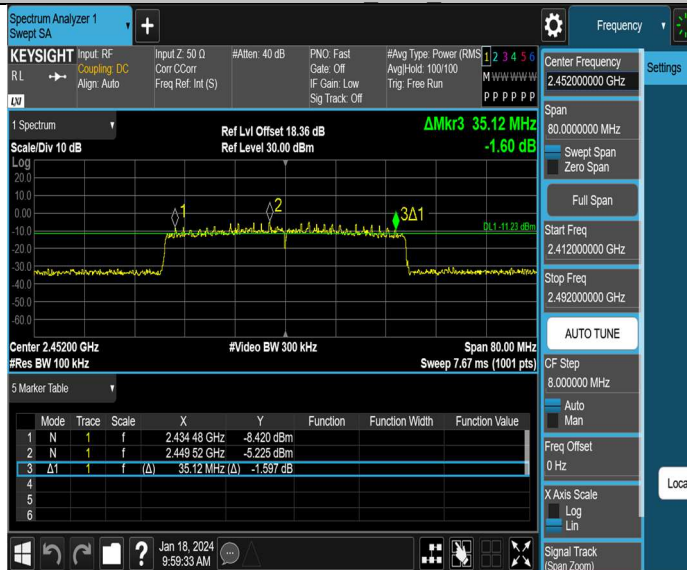 Spectrum Analyzer 1
Swept SA
Frequency
KEYSIGHT
RL
LXI
Input: RF
Coupling: DC
Align: Auto
Input Z: 50 Ω
Corr CCorr
Freq Ref: Int (S)
#Atten: 40 dB
PNO: Fast
Gate: Off
IF Gain: Low
Sig Track: Off
#Avg Type: Power (RMS
Avg|Hold: 100/100
Trig: Free Run
1 2 3 4 5 6
M W W W W W
P P P P P P
1 Spectrum
Scale/Div 10 dB
Ref Lvl Offset 18.36 dB
Ref Level 30.00 dBm
ΔMkr3 35.12 MHz
-1.60 dB
Log
20.0
10.0
0.00
-10.0
-20.0
-30.0
-40.0
-50.0
-60.0
1
2
3Δ1
DL1 -11.23 dBm
Center 2.45200 GHz
#Res BW 100 kHz
#Video BW 300 kHz
Span 80.00 MHz
Sweep 7.67 ms (1001 pts)
5 Marker Table
Mode Trace Scale X Y Function Function Width Function Value
1 N 1 f 2.434 48 GHz -8.420 dBm
2 N 1 f 2.449 52 GHz -5.225 dBm
3 Δ1 1 f (Δ) 35.12 MHz (Δ) -1.597 dB
4
5
6
Jan 18, 2024
9:59:33 AM
Center Frequency
2.452000000 GHz
Settings
Span
80.0000000 MHz
Swept Span
Zero Span
Full Span
Start Freq
2.412000000 GHz
Stop Freq
2.492000000 GHz
AUTO TUNE
CF Step
8.000000 MHz
Auto
Man
Freq Offset
0 Hz
Loca
X Axis Scale
Log
Lin
Signal Track
(Span Zoom)